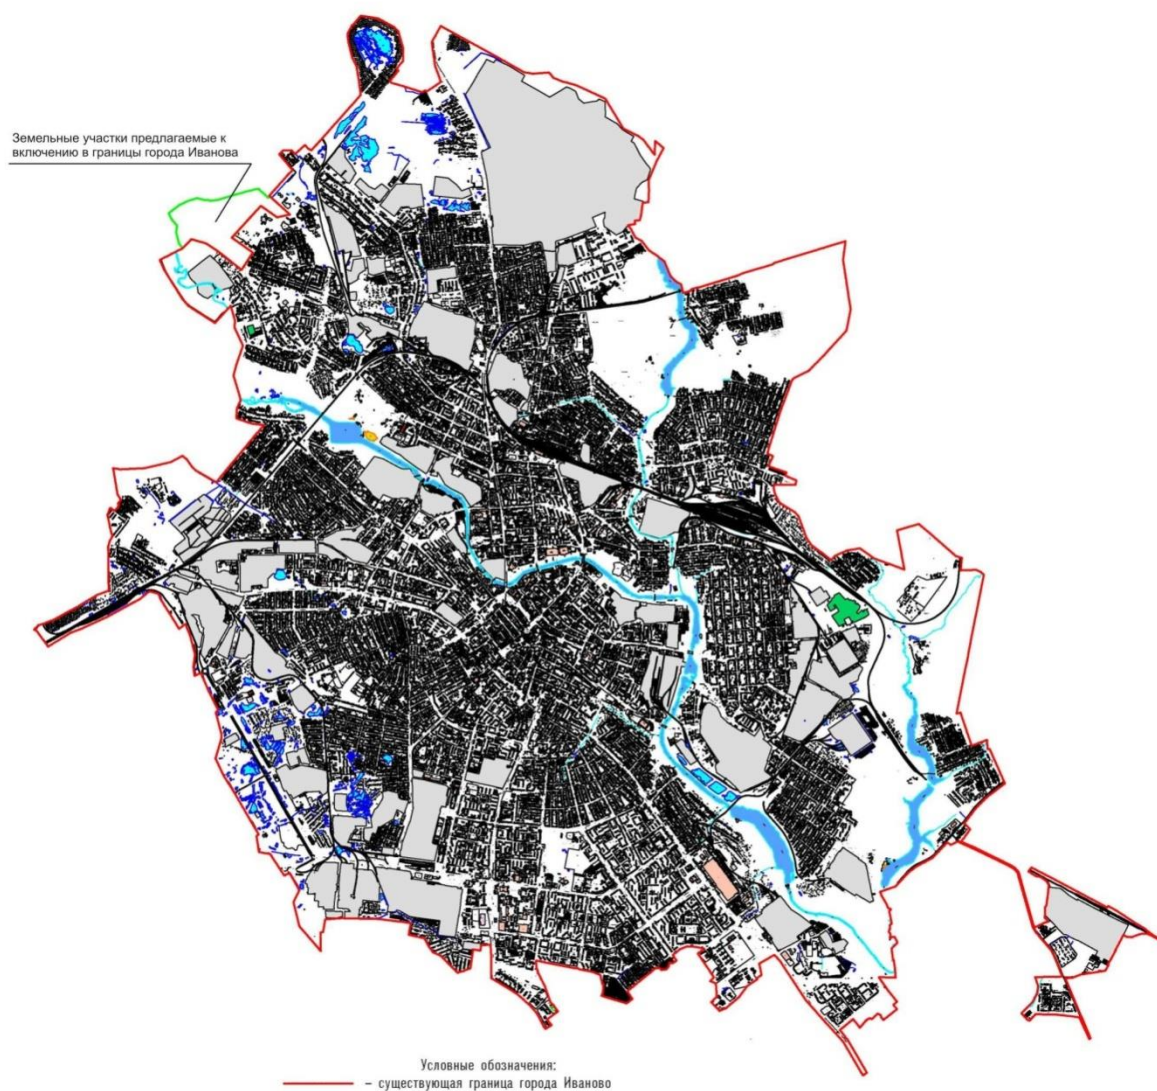 Земельные участки предлагаемые к
включению в границы города Иванова
Условные обозначения:
– существующая граница города Иваново